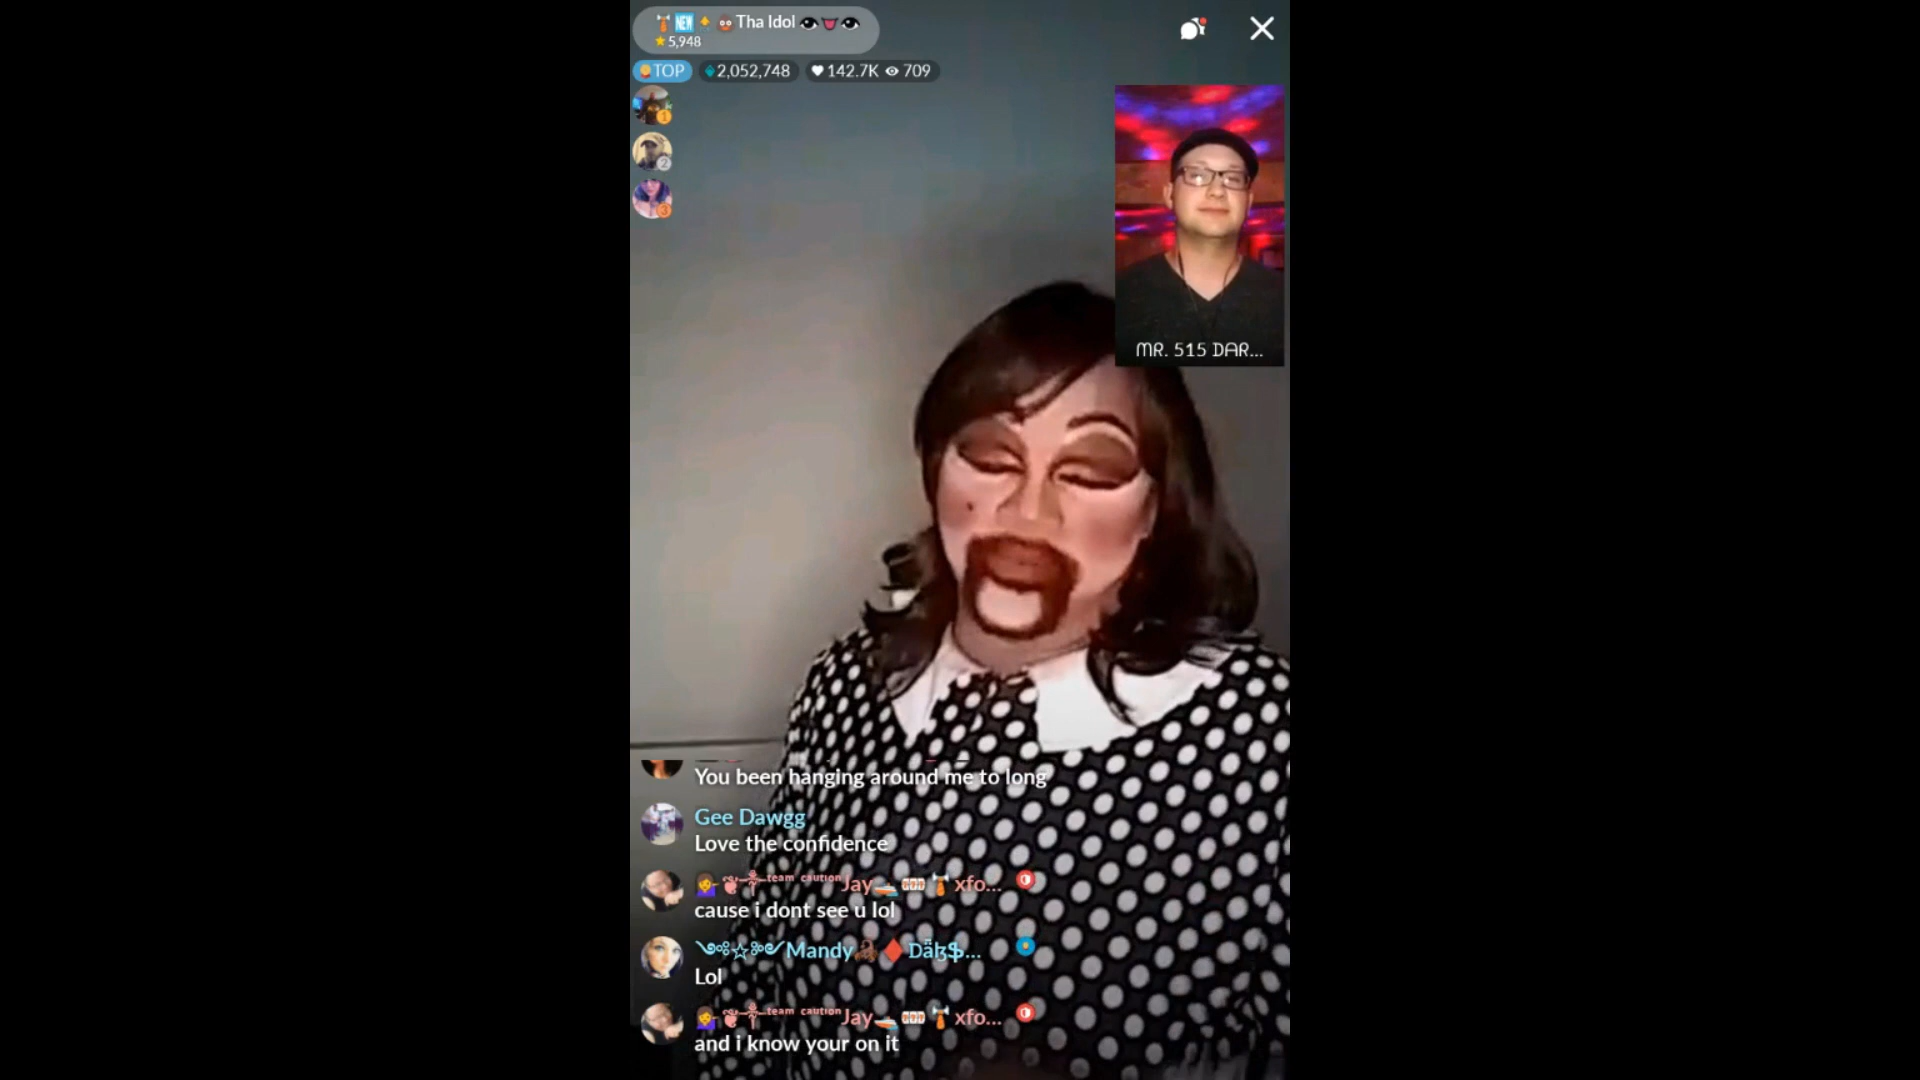 NEW Tha Idol
5,948
TOP 2,052,748 142.7K 709
MR. 515 DAR...
You been hanging around me to long
Gee Dawgg
Love the confidence
team caution Jay xfo...
cause i dont see u lol
Mandy
Lol
team caution Jay xfo...
and i know your on it